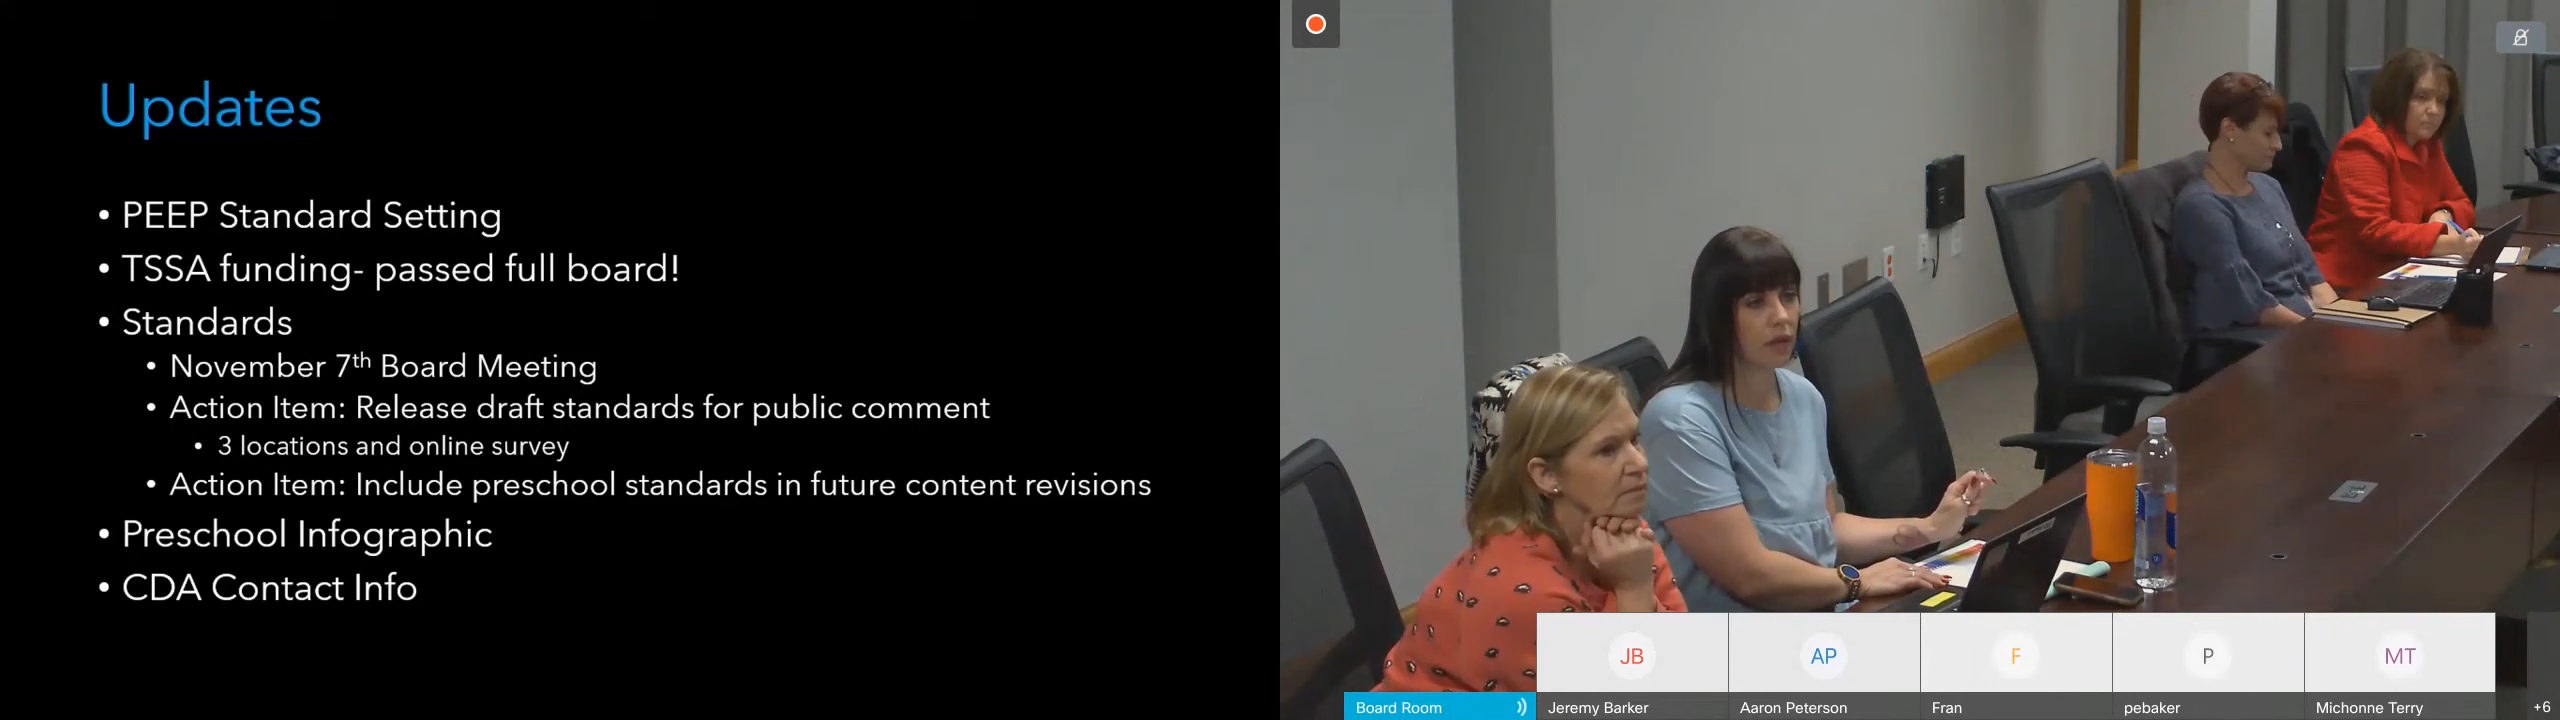 Updates
• PEEP Standard Setting
• TSSA funding- passed full board!
• Standards
• November 7th Board Meeting
• Action Item: Release draft standards for public comment
• 3 locations and online survey
• Action Item: Include preschool standards in future content revisions
• Preschool Infographic
• CDA Contact Info
JB
AP
F
P
MT
Board Room
Jeremy Barker
Aaron Peterson
Fran
pebaker
Michonne Terry
+6